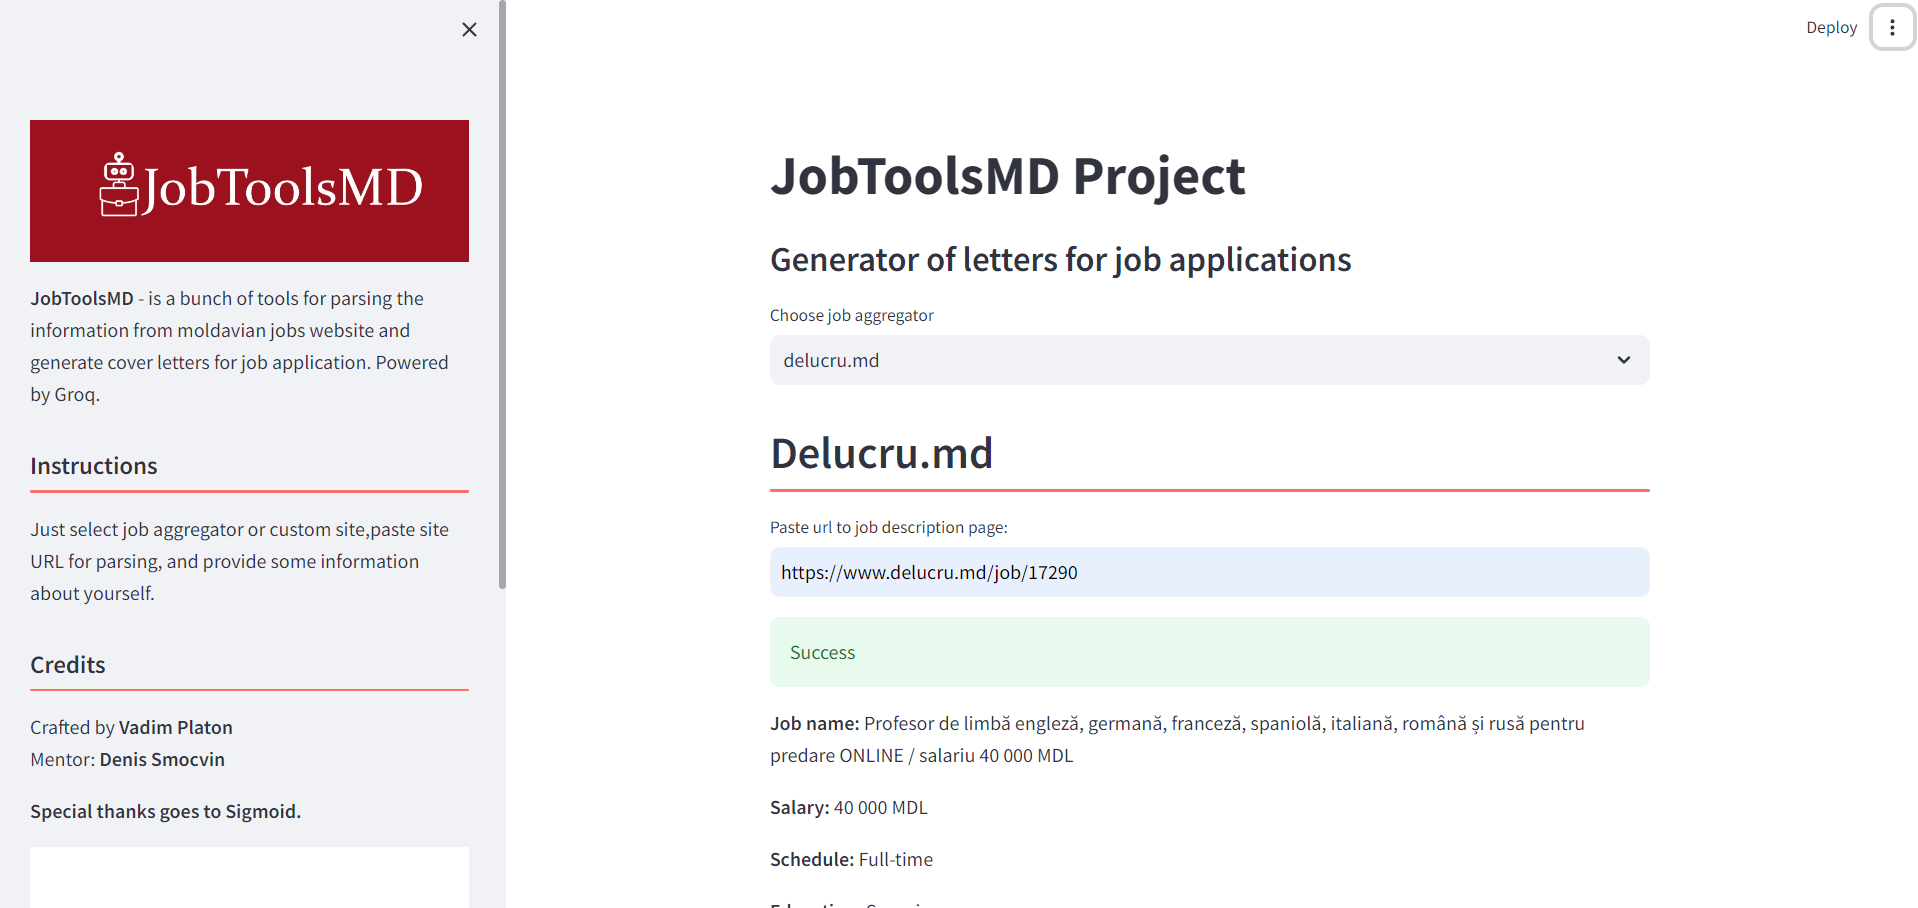 Deploy
JobToolsMD
JobToolsMD - is a bunch of tools for parsing the
information from moldavian jobs website and
generate cover letters for job application. Powered
by Groq.
Instructions
Just select job aggregator or custom site,paste site
URL for parsing, and provide some information
about yourself.
Credits
Crafted by Vadim Platon
Mentor: Denis Smocvin
Special thanks goes to Sigmoid.
JobToolsMD Project
Generator of letters for job applications
Choose job aggregator
delucru.md
Delucru.md
Paste url to job description page:
https://www.delucru.md/job/17290
Success
Job name: Profesor de limbă engleză, germană, franceză, spaniolă, italiană, română și rusă pentru
predare ONLINE / salariu 40 000 MDL
Salary: 40 000 MDL
Schedule: Full-time